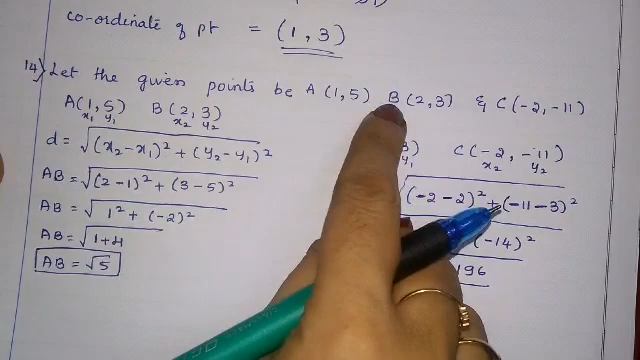 co-ordinate of pt = (1, 3)
14) Let the given points be A (1,5) B (2,3) & C (-2,-11)
A(1,5) B(2,3)
x₁ y₁ x₂ y₂
d = √(x₂-x₁)² + (y₂-y₁)²
AB = √(2-1)² + (3-5)²
AB = √1² + (-2)²
AB = √1+4
AB = √5
3) C(-2, -11)
y₁ x₂ y₂
√(-2-2)² + (-11-3)²
(-14)²
196